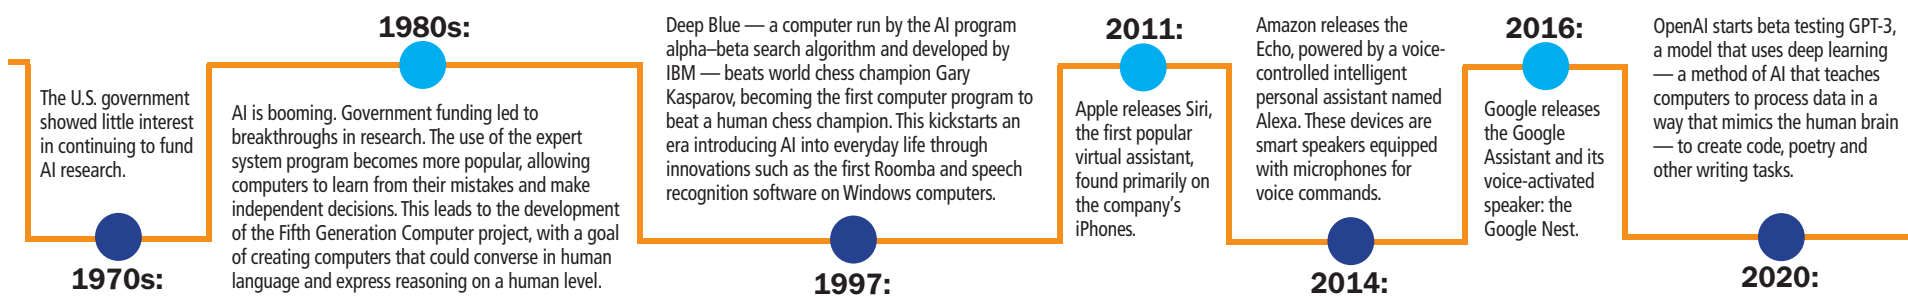 The U.S. government
showed little interest
in continuing to fund
AI research.
1970s:
1980s:
AI is booming. Government funding led to
breakthroughs in research. The use of the expert
system program becomes more popular, allowing
computers to learn from their mistakes and make
independent decisions. This leads to the development
of the Fifth Generation Computer project, with a goal
of creating computers that could converse in human
language and express reasoning on a human level.
Deep Blue — a computer run by the AI program
alpha–beta search algorithm and developed by
IBM — beats world chess champion Gary
Kasparov, becoming the first computer program to
beat a human chess champion. This kickstarts an
era introducing AI into everyday life through
innovations such as the first Roomba and speech
recognition software on Windows computers.
1997:
2011:
Apple releases Siri,
the first popular
virtual assistant,
found primarily on
the company’s
iPhones.
Amazon releases the
Echo, powered by a voice-
controlled intelligent
personal assistant named
Alexa. These devices are
smart speakers equipped
with microphones for
voice commands.
2014:
2016:
Google releases
the Google
Assistant and its
voice-activated
speaker: the
Google Nest.
OpenAI starts beta testing GPT-3,
a model that uses deep learning
— a method of AI that teaches
computers to process data in a
way that mimics the human brain
— to create code, poetry and
other writing tasks.
2020: